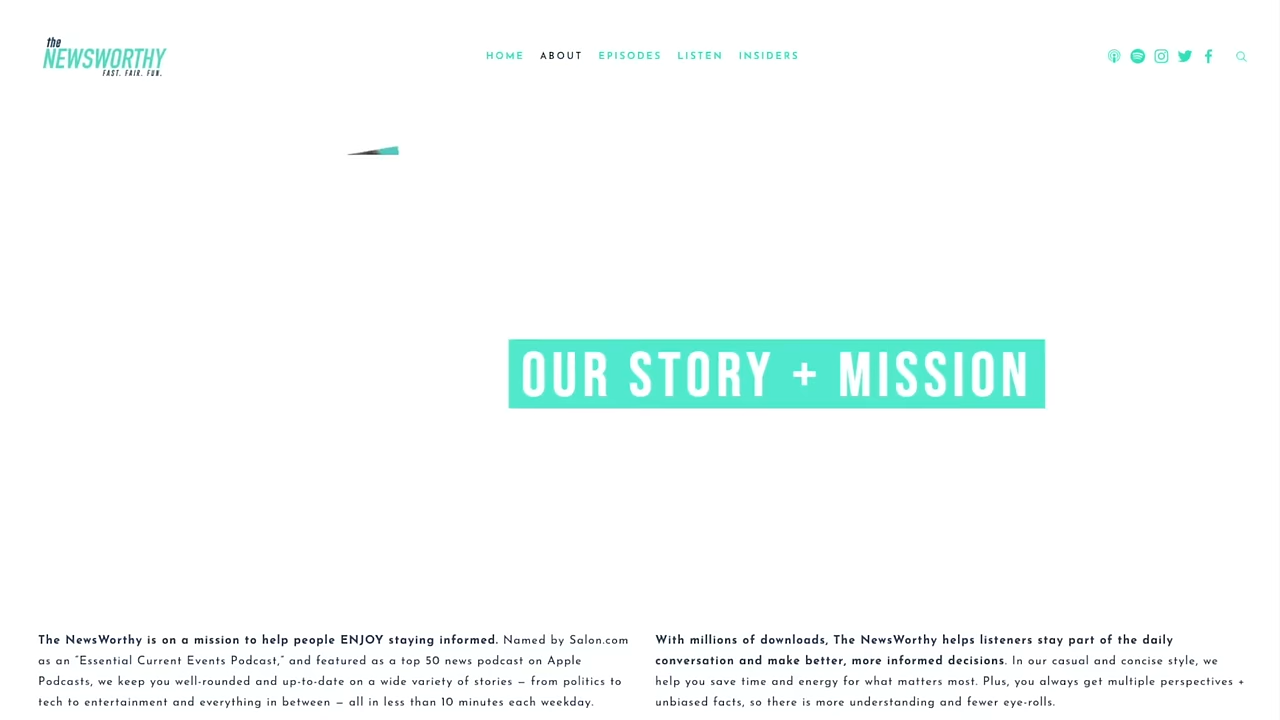 the
NEWSWORTHY
FAST. FAIR. FUN.
HOME ABOUT EPISODES LISTEN INSIDERS
OUR STORY + MISSION
The NewsWorthy is on a mission to help people ENJOY staying informed. Named by Salon.com
as an “Essential Current Events Podcast,” and featured as a top 50 news podcast on Apple
Podcasts, we keep you well-rounded and up-to-date on a wide variety of stories — from politics to
tech to entertainment and everything in between — all in less than 10 minutes each weekday.
With millions of downloads, The NewsWorthy helps listeners stay part of the daily
conversation and make better, more informed decisions. In our casual and concise style, we
help you save time and energy for what matters most. Plus, you always get multiple perspectives +
unbiased facts, so there is more understanding and fewer eye-rolls.